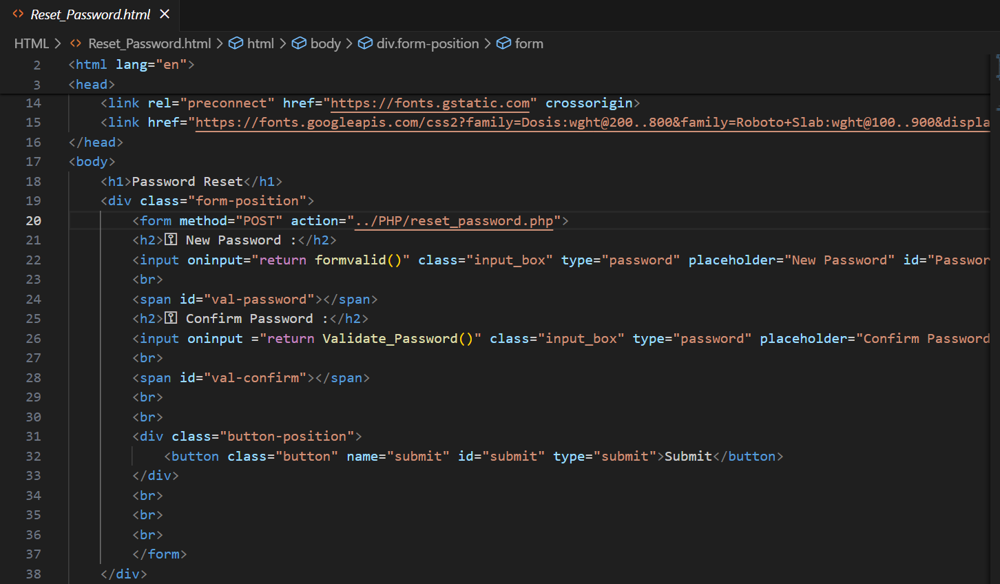 Reset_Password.html
HTML > Reset_Password.html > html > body > div.form-position > form
2 <html lang="en">
3 <head>
14 <link rel="preconnect" href="https://fonts.gstatic.com" crossorigin>
15 <link href="https://fonts.googleapis.com/css2?family=Dosis:wght@200..800&family=Roboto+Slab:wght@100..900&displa
16 </head>
17 <body>
18 <h1>Password Reset</h1>
19 <div class="form-position">
20 <form method="POST" action="../PHP/reset_password.php">
21 <h2>⚿ New Password :</h2>
22 <input oninput="return formvalid()" class="input_box" type="password" placeholder="New Password" id="Passwor
23 <br>
24 <span id="val-password"></span>
25 <h2>⚿ Confirm Password :</h2>
26 <input oninput ="return Validate_Password()" class="input_box" type="password" placeholder="Confirm Password
27 <br>
28 <span id="val-confirm"></span>
29 <br>
30 <br>
31 <div class="button-position">
32 <button class="button" name="submit" id="submit" type="submit">Submit</button>
33 </div>
34 <br>
35 <br>
36 <br>
37 </form>
38 </div>